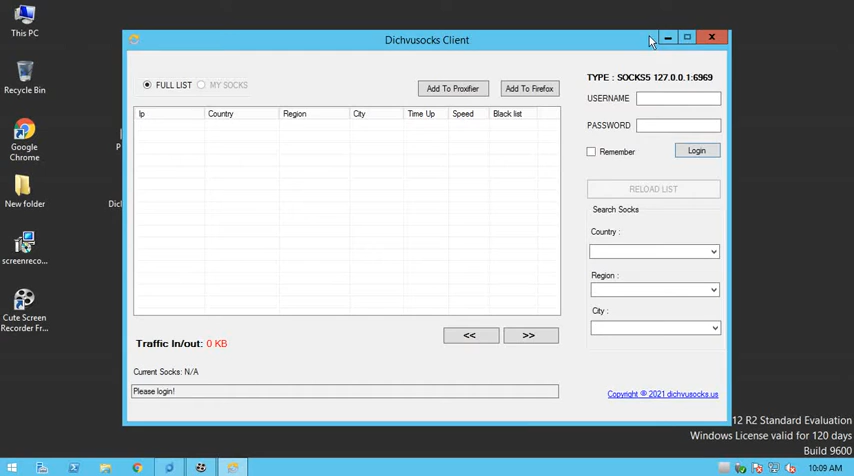 This PC
Recycle Bin
Google
Chrome
New folder
screenreco...
Cute Screen
Recorder Fr...
P
Dich
Dichvusocks Client
FULL LIST
MY SOCKS
Add To Proxifier
Add To Firefox
Ip Country Region City Time Up Speed Black list
Traffic In/out: 0 KB
<<
>>
Current Socks: N/A
Please login!
TYPE : SOCKS5 127.0.0.1:6969
USERNAME
PASSWORD
Remember
Login
RELOAD LIST
Search Socks
Country :
Region :
City :
Copyright ® 2021 dichvusocks.us
12 R2 Standard Evaluation
Windows License valid for 120 days
Build 9600
10:09 AM